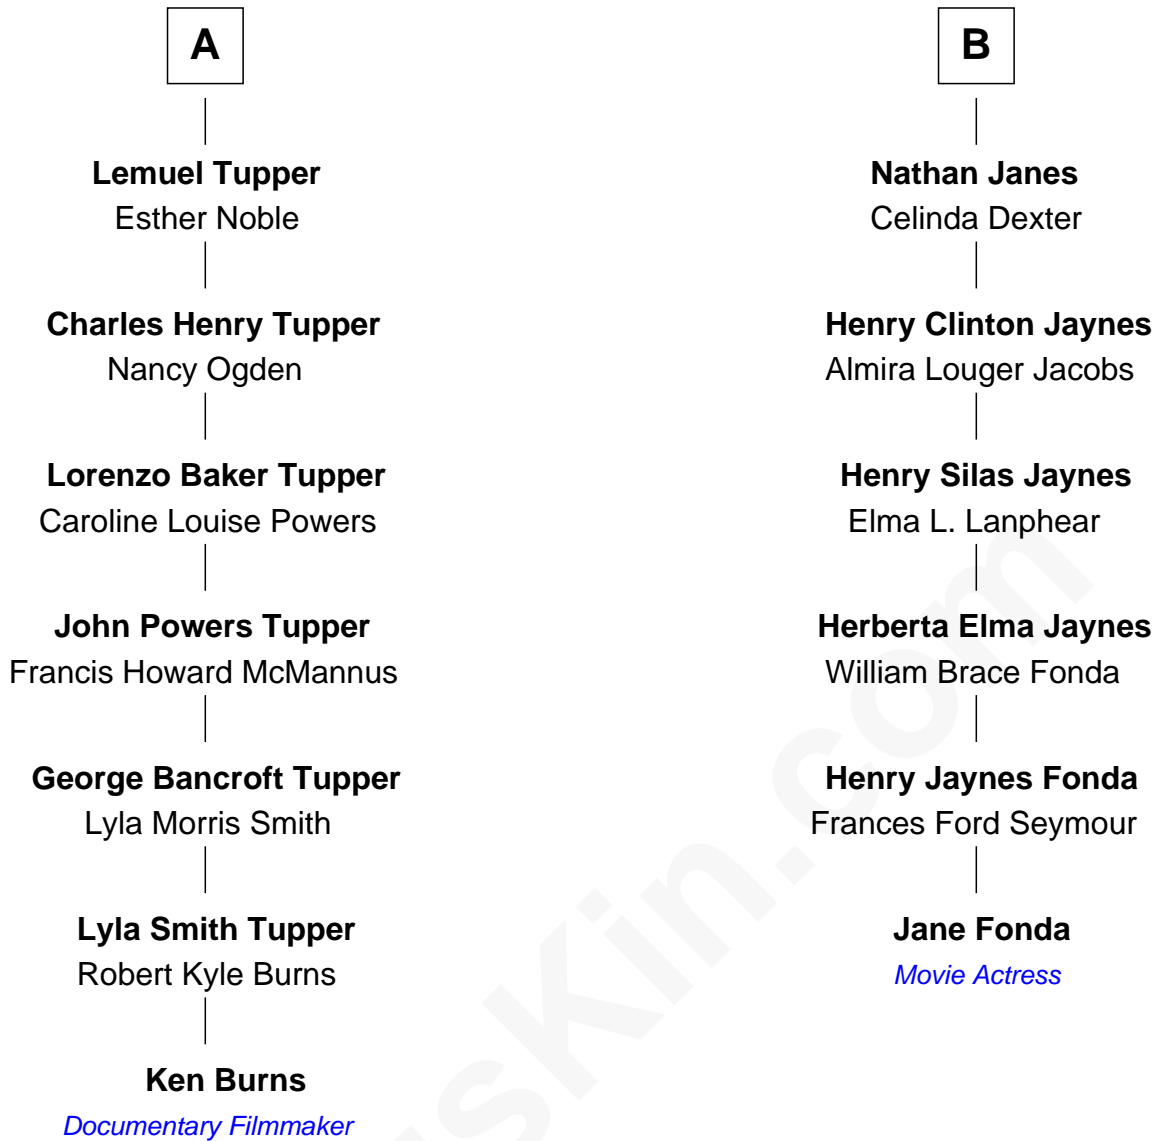 A
Lemuel Tupper
Esther Noble
Charles Henry Tupper
Nancy Ogden
Lorenzo Baker Tupper
Caroline Louise Powers
John Powers Tupper
Francis Howard McMannus
George Bancroft Tupper
Lyla Morris Smith
Lyla Smith Tupper
Robert Kyle Burns
Ken Burns
Documentary Filmmaker
B
Nathan Janes
Celinda Dexter
Henry Clinton Jaynes
Almira Louger Jacobs
Henry Silas Jaynes
Elma L. Lanphear
Herberta Elma Jaynes
William Brace Fonda
Henry Jaynes Fonda
Frances Ford Seymour
Jane Fonda
Movie Actress
usKin.com